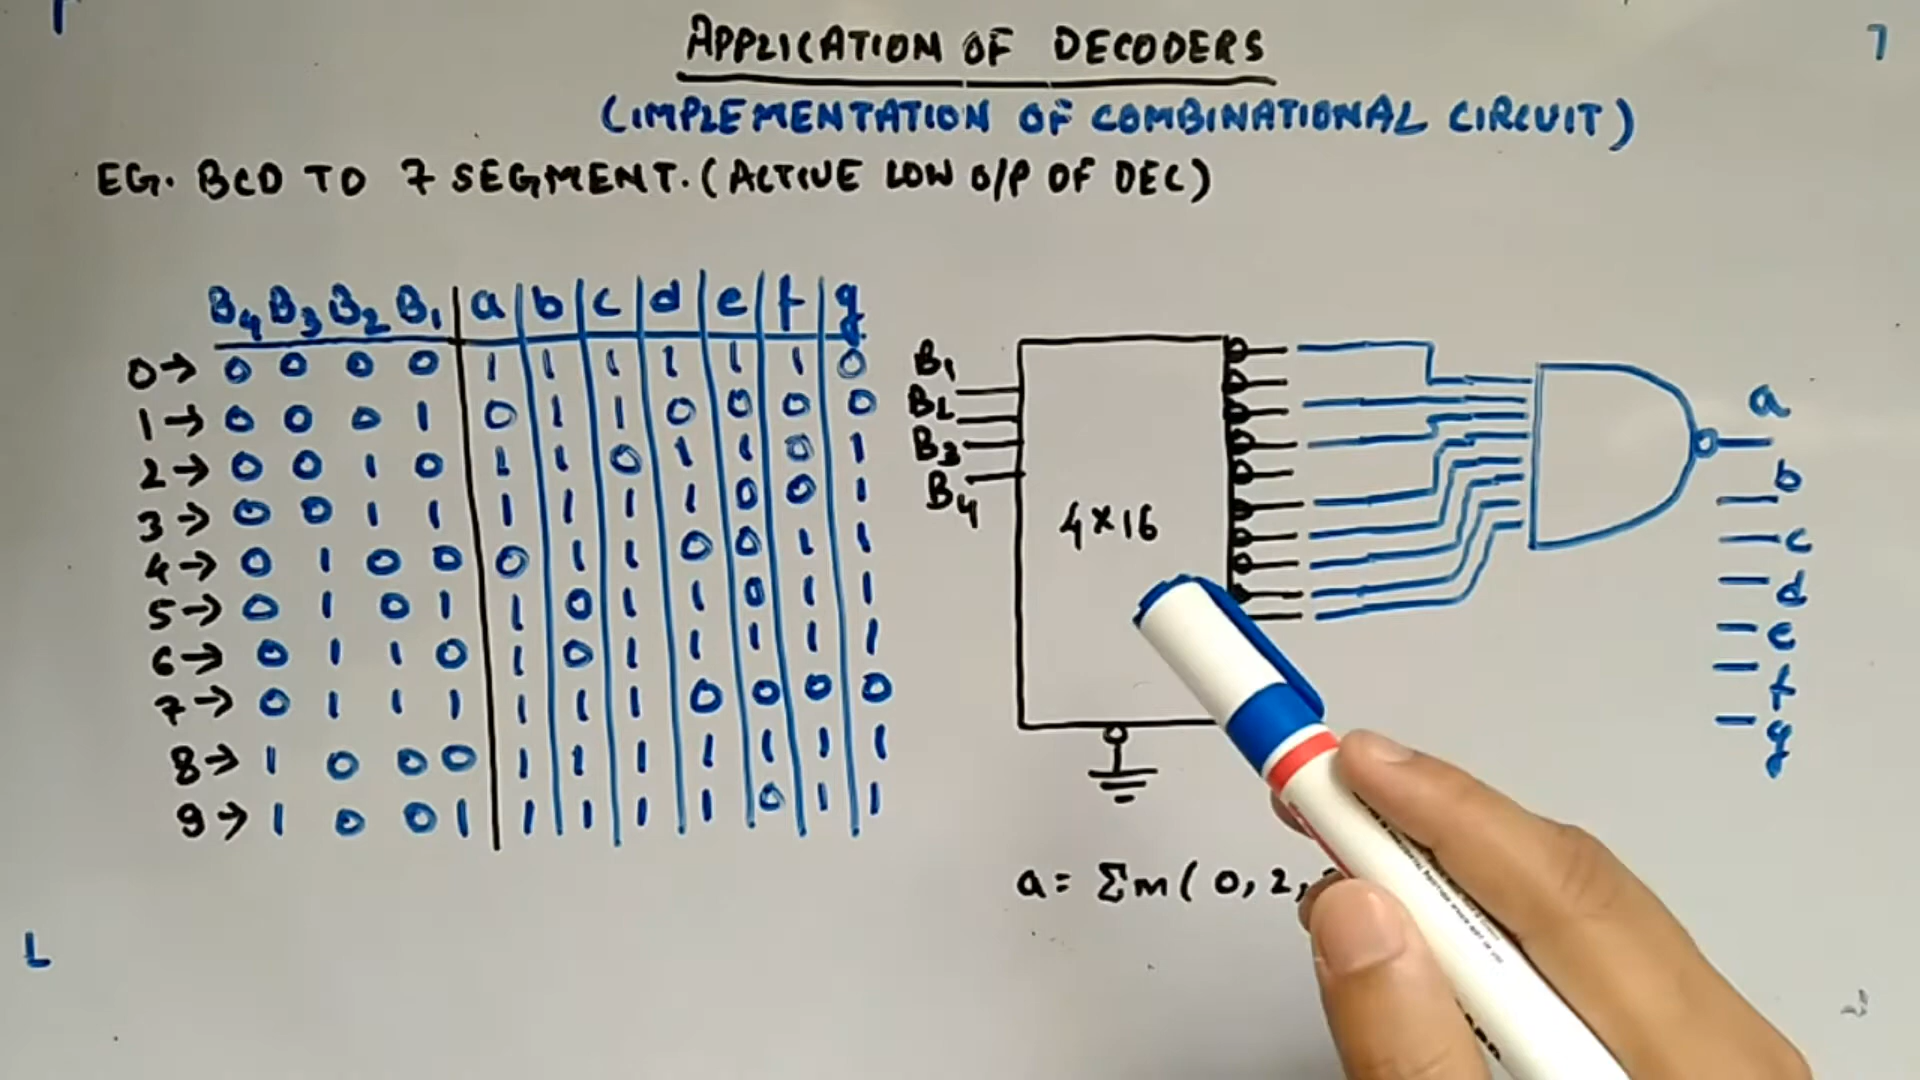 APPLICATION OF DECODERS
(IMPLEMENTATION OF COMBINATIONAL CIRCUIT)
EG. BCD TO 7 SEGMENT. (ACTIVE LOW O/P OF DEC)
B4 B3 B2 B1 a b c d e f g
0→ 0 0 0 0 1 1 1 1 1 1 0
1→ 0 0 0 1 0 1 1 0 0 0 0
2→ 0 0 1 0 1 1 0 1 1 0 1
3→ 0 0 1 1 1 1 1 1 0 0 1
4→ 0 1 0 0 0 1 1 0 0 1 1
5→ 0 1 0 1 1 0 1 1 0 1 1
6→ 0 1 1 0 1 0 1 1 1 1 1
7→ 0 1 1 1 1 1 1 0 0 0 0
8→ 1 0 0 0 1 1 1 1 1 1 1
9→ 1 0 0 1 1 1 1 1 0 1 1
B1
B2
B3
B4
4×16
a
b
c
d
e
f
g
a = Σm( 0, 2,